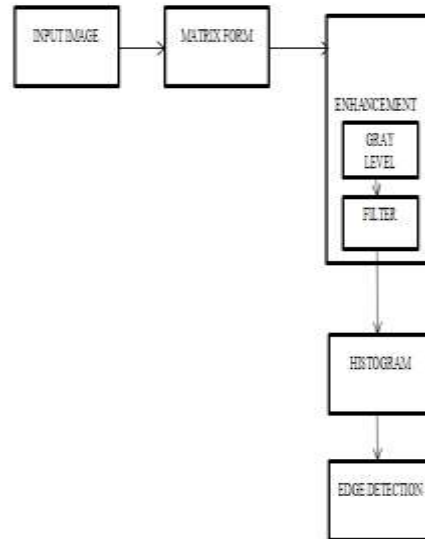 INPUT IMAGE
MATRIX FORM
ENHANCEMENT
GRAY
LEVEL
FILTER
HISTOGRAM
EDGE DETECTION